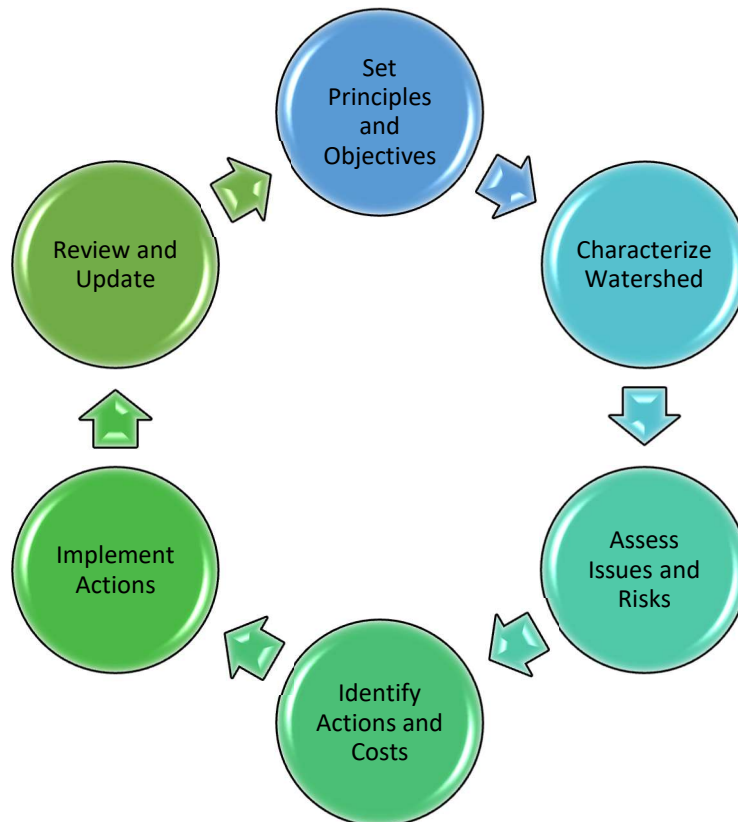 Set
Principles
and
Objectives
Characterize
Watershed
Assess
Issues and
Risks
Identify
Actions and
Costs
Implement
Actions
Review and
Update